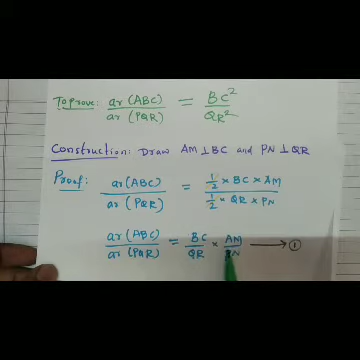 To prove: ar (ABC) / ar (PQR) = BC² / QR²
Construction: Draw AM ⊥ BC and PN ⊥ QR
Proof: ar (ABC) / ar (PQR) = 1/2 × BC × AM / 1/2 × QR × PN
ar (ABC) / ar (PQR) = BC / QR × AM / PN → ①